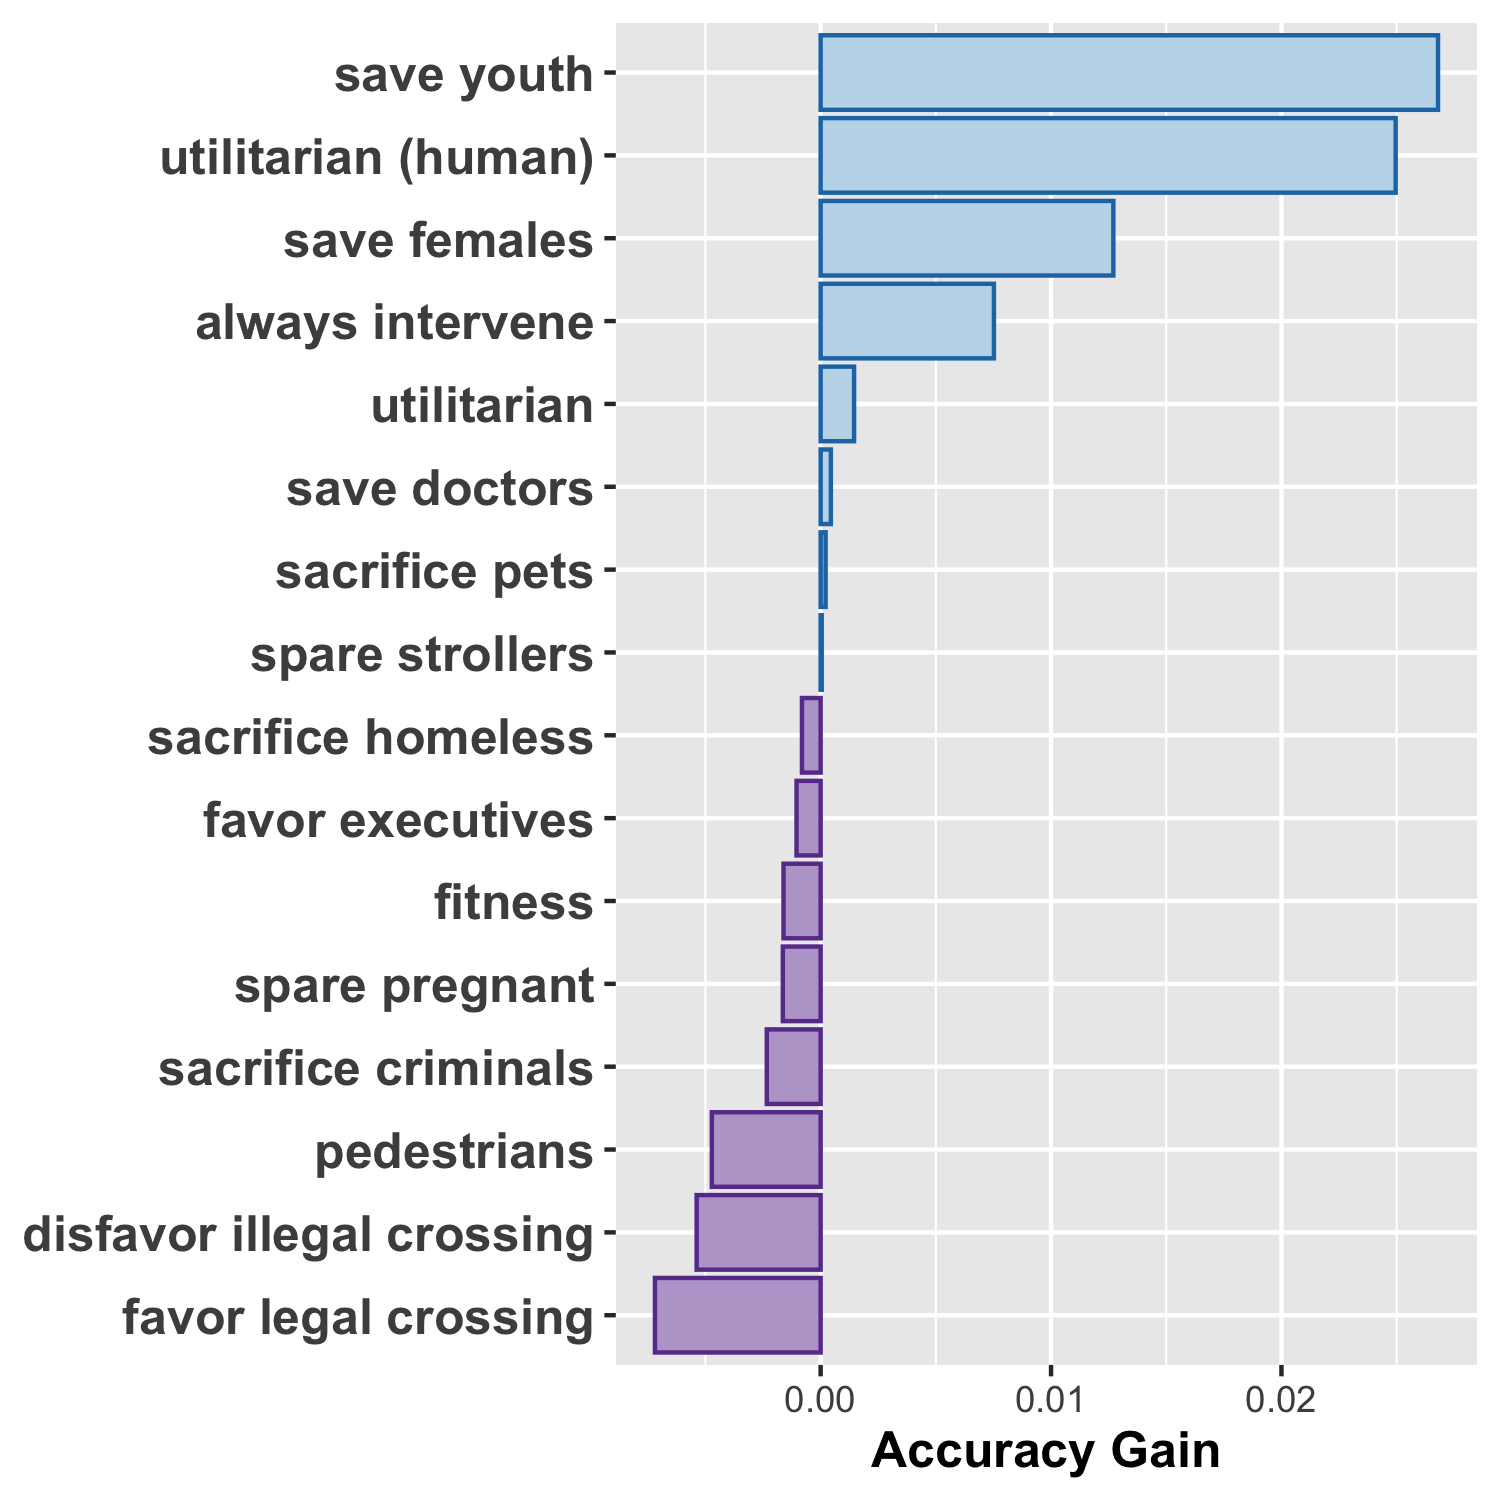 save youth
utilitarian (human)
save females
always intervene
utilitarian
save doctors
sacrifice pets
spare strollers
sacrifice homeless
favor executives
fitness
spare pregnant
sacrifice criminals
pedestrians
disfavor illegal crossing
favor legal crossing
0.00 0.01 0.02
Accuracy Gain